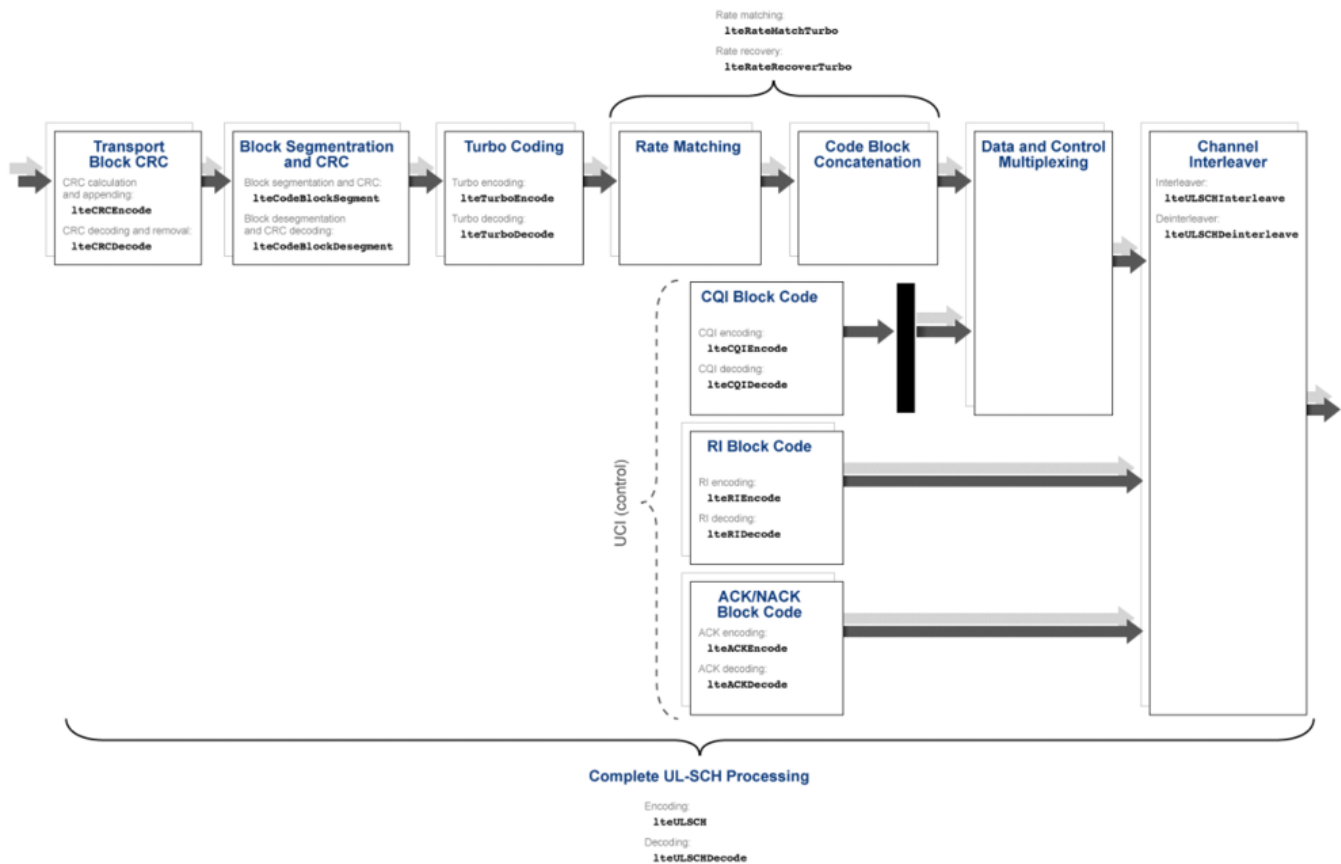 Rate matching:
lteRateMatchTurbo
Rate recovery:
lteRateRecoverTurbo
Transport
Block CRC
CRC calculation
and appending:
lteCRCEncode
CRC decoding and removal:
lteCRCDecode
Block Segmentration
and CRC
Block segmentation and CRC:
lteCodeBlockSegment
Block desegmentation
and CRC decoding:
lteCodeBlockDesegment
Turbo Coding
Turbo encoding:
lteTurboEncode
Turbo decoding:
lteTurboDecode
Rate Matching
Code Block
Concatenation
Data and Control
Multiplexing
Channel
Interleaver
Interleaver:
lteULSCHInterleave
Deinterleaver:
lteULSCHDeinterleave
UCI (control)
CQI Block Code
CQI encoding:
lteCQIEncode
CQI decoding:
lteCQIDecode
RI Block Code
RI encoding:
lteRIEncode
RI decoding:
lteRIDecode
ACK/NACK
Block Code
ACK encoding:
lteACKEncode
ACK decoding:
lteACKDecode
Complete UL-SCH Processing
Encoding:
lteULSCH
Decoding:
lteULSCHDecode